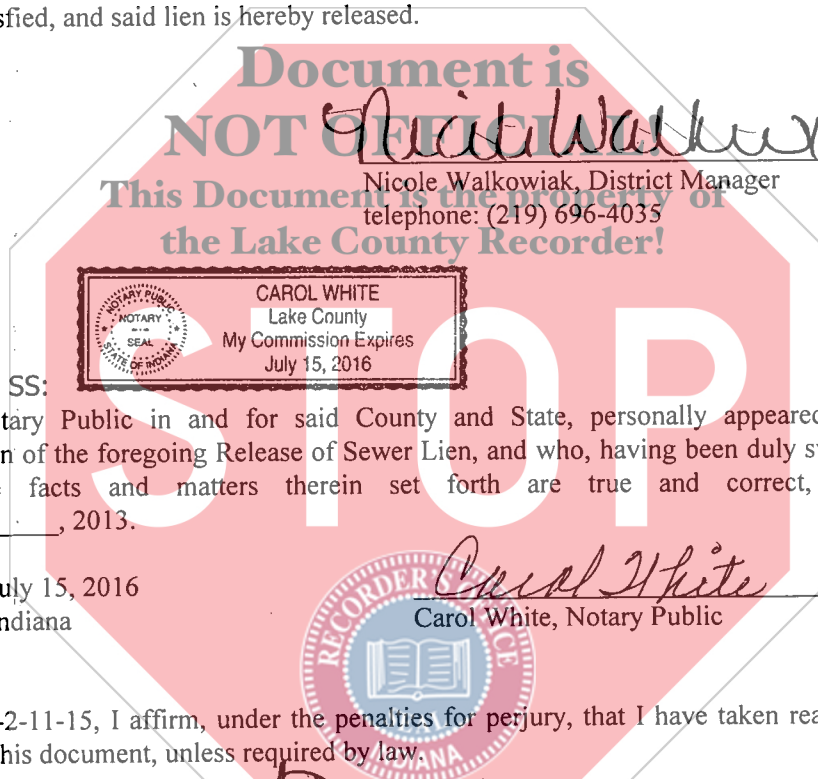 sfied, and said lien is hereby released.
Document is
NOT OFFICIAL!
Nicole Walkowiak
Nicole Walkowiak, District Manager
This Document is the property of
telephone: (219) 696-4035
the Lake County Recorder!
CAROL WHITE
Lake County
My Commission Expires
July 15, 2016
NOTARY PUBLIC
NOTARY
SEAL
STATE OF INDIANA
STOP
SS:
tary Public in and for said County and State, personally appeared
n of the foregoing Release of Sewer Lien, and who, having been duly s
facts and matters therein set forth are true and correct,
, 2013.
Carol White
uly 15, 2016
ndiana
Carol White, Notary Public
RECORDER'S OFFICE
INDIANA
-2-11-15, I affirm, under the penalties for perjury, that I have taken rea
his document, unless required by law.